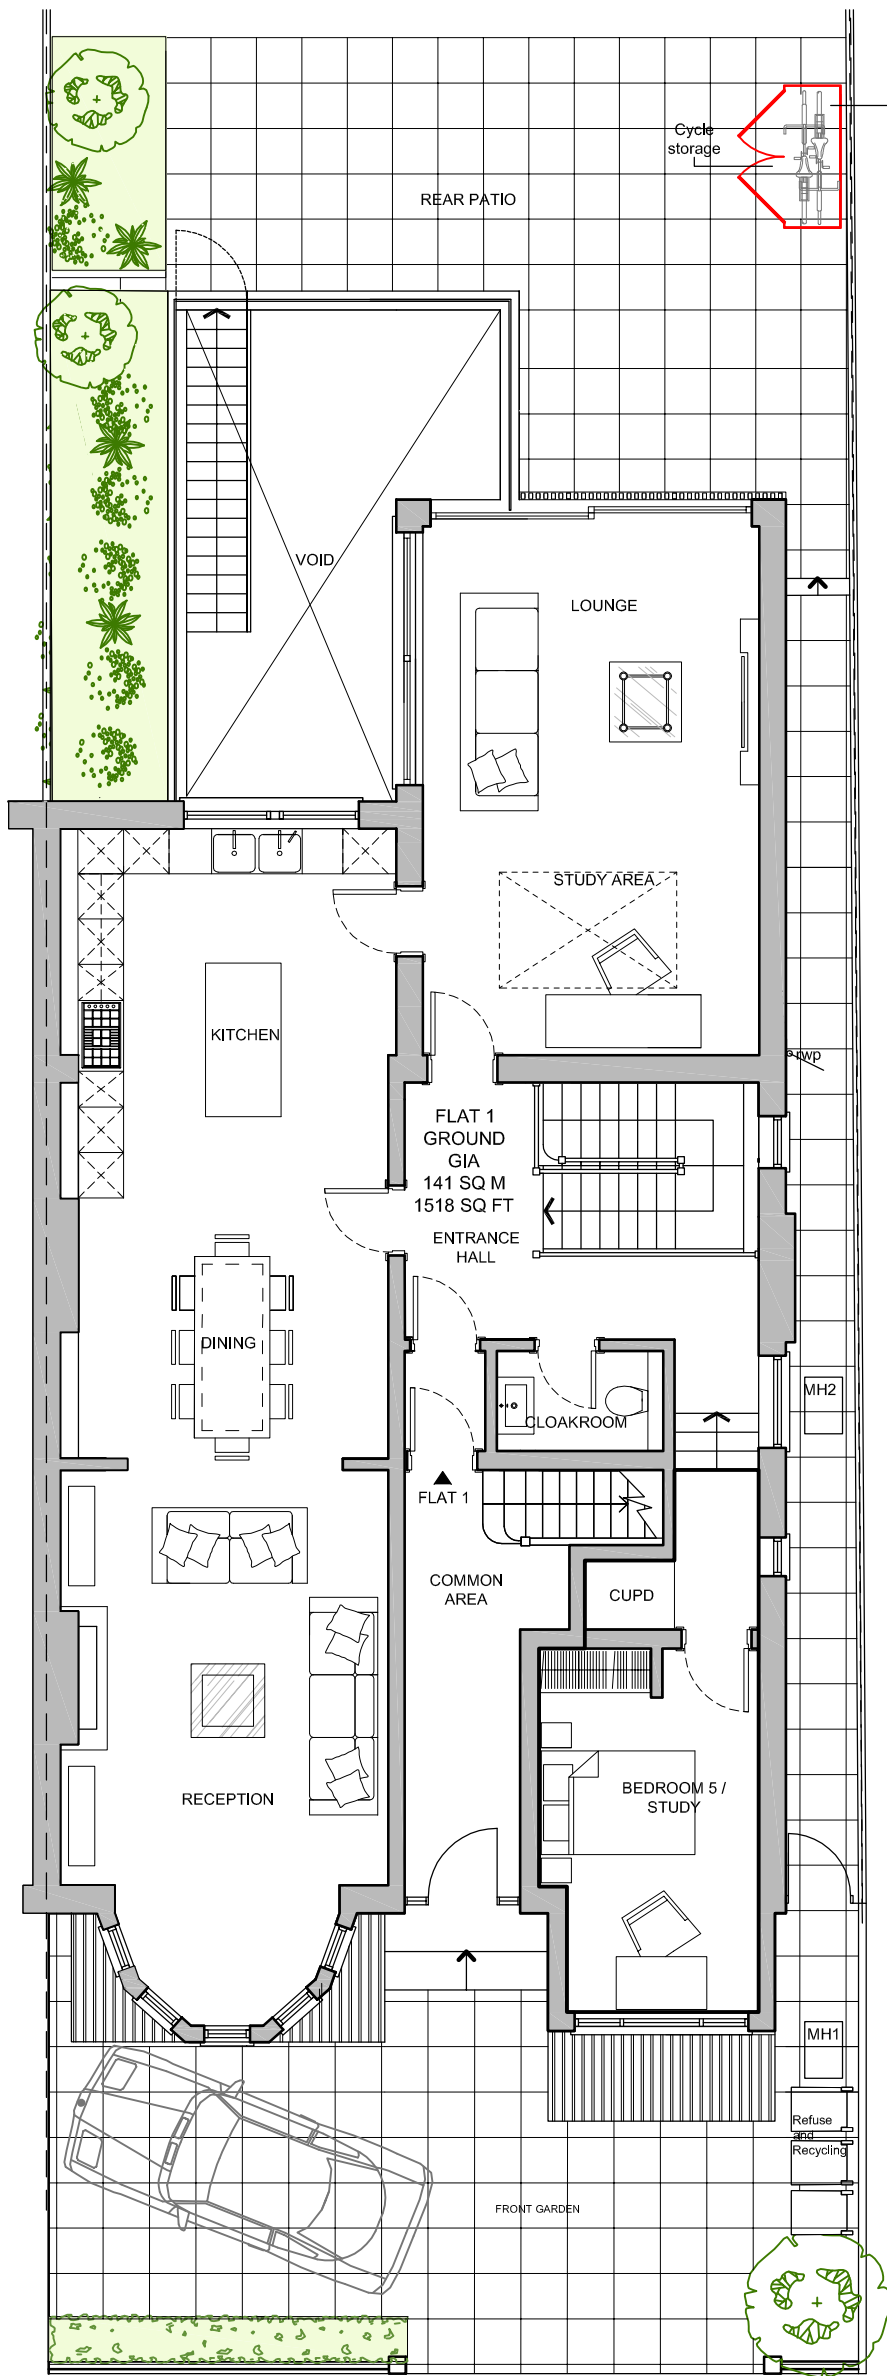 Cycle
storage
REAR PATIO
VOID
LOUNGE
STUDY AREA
KITCHEN
rwp
FLAT 1
GROUND
GIA
141 SQ M
1518 SQ FT
ENTRANCE
HALL
DINING
MH2
CLOAKROOM
FLAT 1
COMMON
AREA
CUPD
RECEPTION
BEDROOM 5 /
STUDY
MH1
Refuse
and
Recycling
FRONT GARDEN